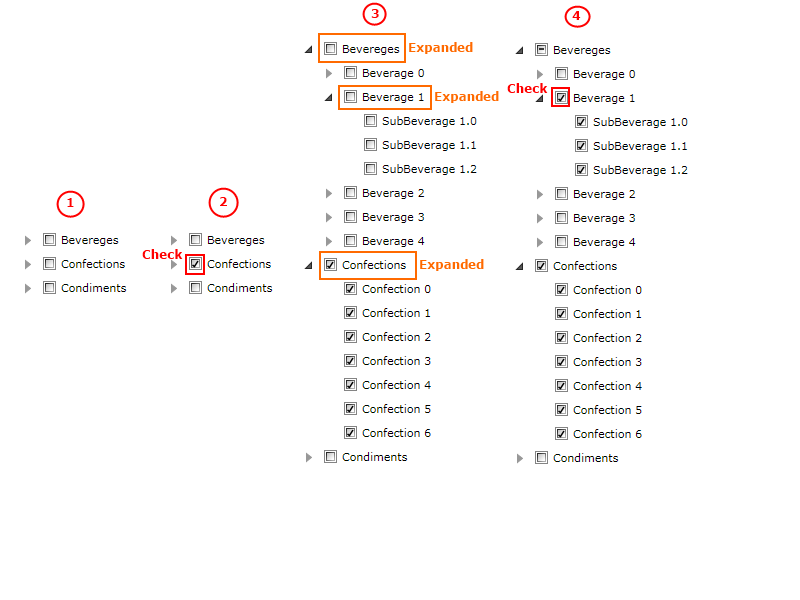 1
Bevereges
Confections
Condiments
2
Bevereges
Check
Confections
Condiments
3
Bevereges Expanded
Beverage 0
Beverage 1 Expanded
SubBeverage 1.0
SubBeverage 1.1
SubBeverage 1.2
Beverage 2
Beverage 3
Beverage 4
Confections Expanded
Confection 0
Confection 1
Confection 2
Confection 3
Confection 4
Confection 5
Confection 6
Condiments
4
Bevereges
Beverage 0
Check
Beverage 1
SubBeverage 1.0
SubBeverage 1.1
SubBeverage 1.2
Beverage 2
Beverage 3
Beverage 4
Confections
Confection 0
Confection 1
Confection 2
Confection 3
Confection 4
Confection 5
Confection 6
Condiments